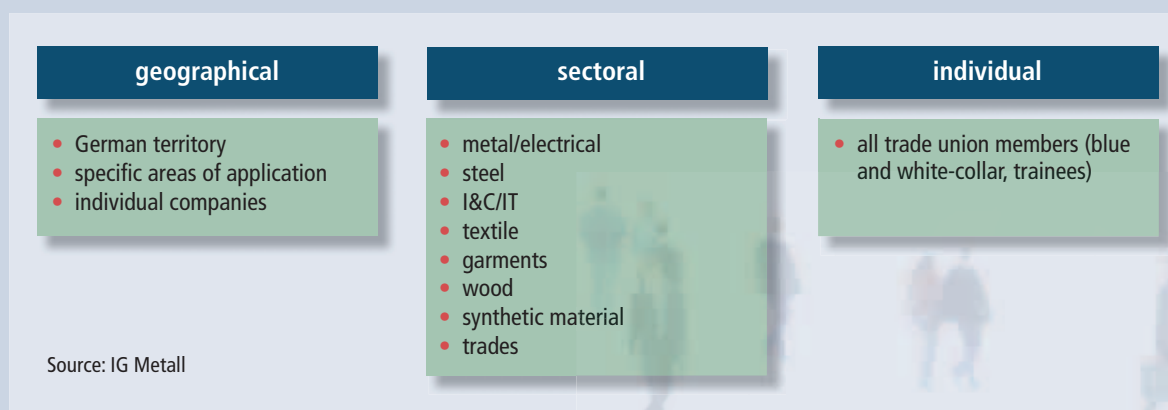 geographical
• German territory
• specific areas of application
• individual companies
sectoral
• metal/electrical
• steel
• I&C/IT
• textile
• garments
• wood
• synthetic material
• trades
individual
• all trade union members (blue
and white-collar, trainees)
Source: IG Metall